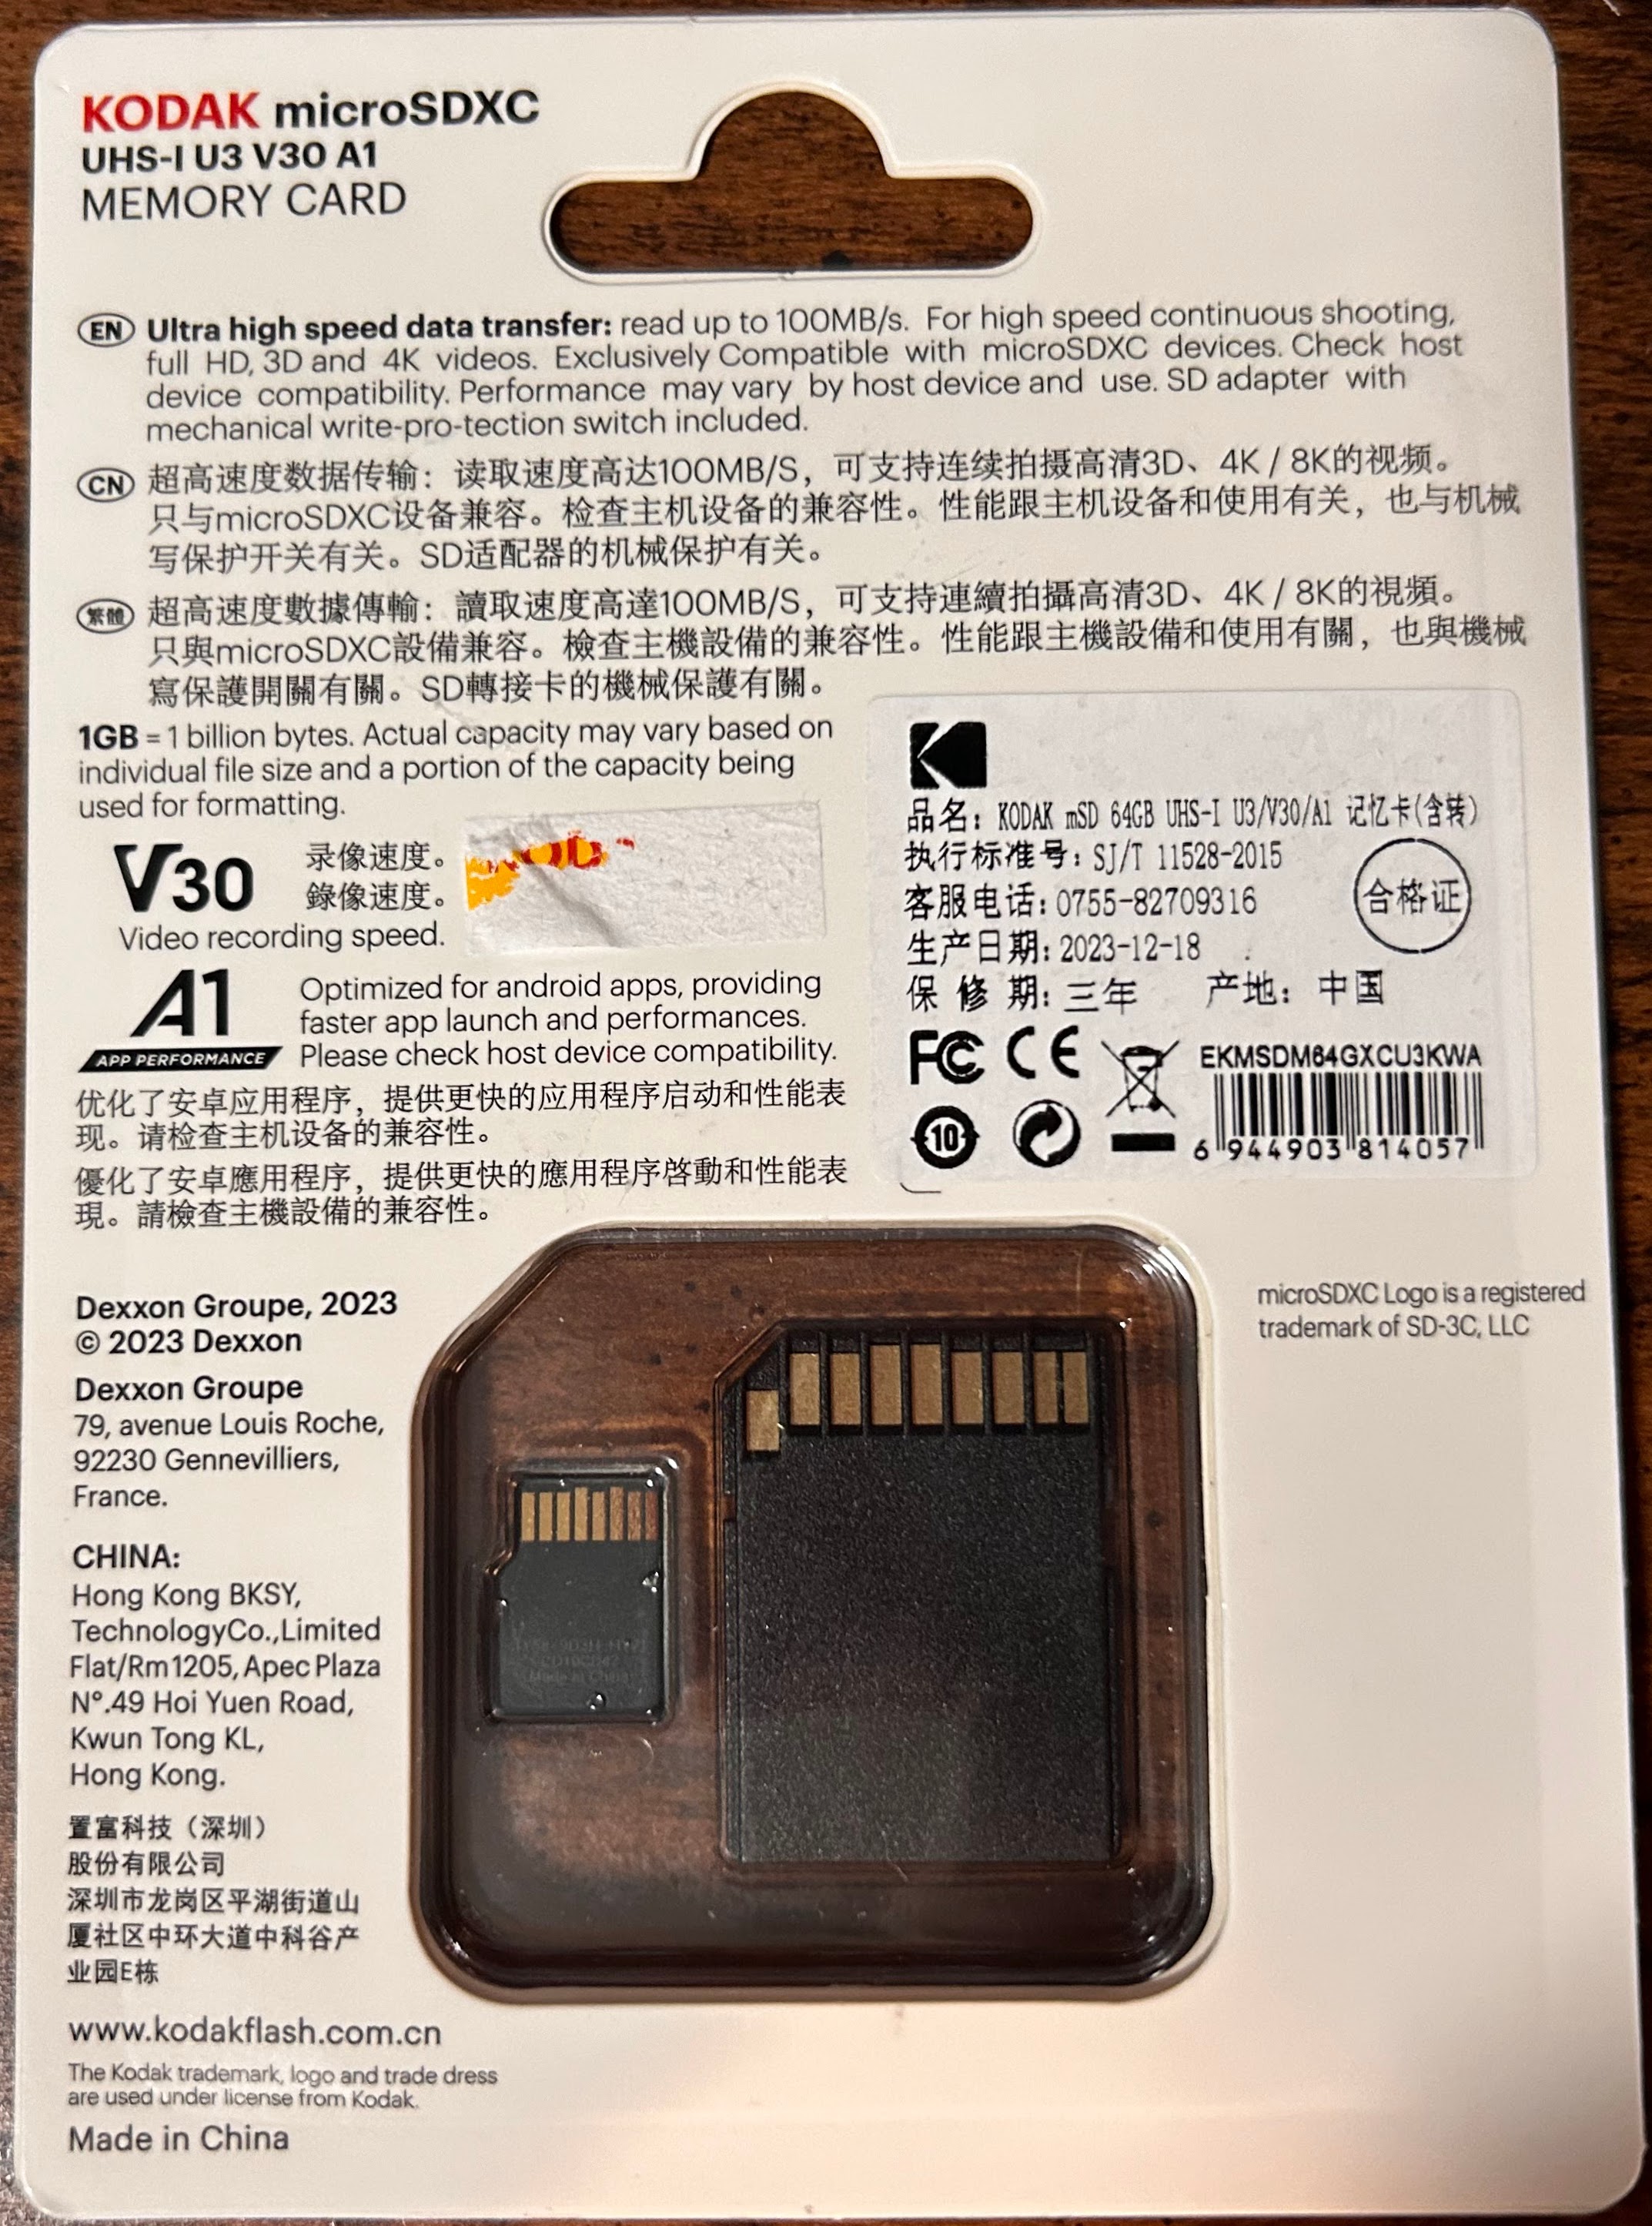 KODAK microSDXC
UHS-I U3 V30 A1
MEMORY CARD
EN Ultra high speed data transfer: read up to 100MB/s. For high speed continuous shooting,
full HD, 3D and 4K videos. Exclusively Compatible with microSDXC devices. Check host
device compatibility. Performance may vary by host device and use. SD adapter with
mechanical write-pro-tection switch included.
CN 超高速度数据传输：读取速度高达100MB/S，可支持连续拍摄高清3D、4K / 8K的视频。
只与microSDXC设备兼容。检查主机设备的兼容性。性能跟主机设备和使用有关，也与机械
写保护开关有关。SD适配器的机械保护有关。
繁體 超高速度數據傳輸：讀取速度高達100MB/S，可支持連續拍攝高清3D、4K / 8K的視頻。
只與microSDXC設備兼容。檢查主機設備的兼容性。性能跟主機設備和使用有關，也與機械
寫保護開關有關。SD轉接卡的機械保護有關。
1GB = 1 billion bytes. Actual capacity may vary based on
individual file size and a portion of the capacity being
used for formatting.
V30
录像速度。
錄像速度。
Video recording speed.
A1
APP PERFORMANCE
Optimized for android apps, providing
faster app launch and performances.
Please check host device compatibility.
优化了安卓应用程序，提供更快的应用程序启动和性能表
现。请检查主机设备的兼容性。
優化了安卓應用程序，提供更快的應用程序啓動和性能表
現。請檢查主機設備的兼容性。
品名：KODAK mSD 64GB UHS-I U3/V30/A1 记忆卡(含转)
执行标准号：SJ/T 11528-2015
客服电话：0755-82709316
生产日期：2023-12-18
保 修 期：三年 产地：中国
合格证
FC CE
10
EKMSDM64GXCU3KWA
6 944903 814057
Dexxon Groupe, 2023
© 2023 Dexxon
Dexxon Groupe
79, avenue Louis Roche,
92230 Gennevilliers,
France.
CHINA:
Hong Kong BKSY,
TechnologyCo.,Limited
Flat/Rm1205, Apec Plaza
N°.49 Hoi Yuen Road,
Kwun Tong KL,
Hong Kong.
置富科技（深圳）
股份有限公司
深圳市龙岗区平湖街道山
厦社区中环大道中科谷产
业园E栋
www.kodakflash.com.cn
The Kodak trademark, logo and trade dress
are used under license from Kodak.
Made in China
microSDXC Logo is a registered
trademark of SD-3C, LLC
Made in China